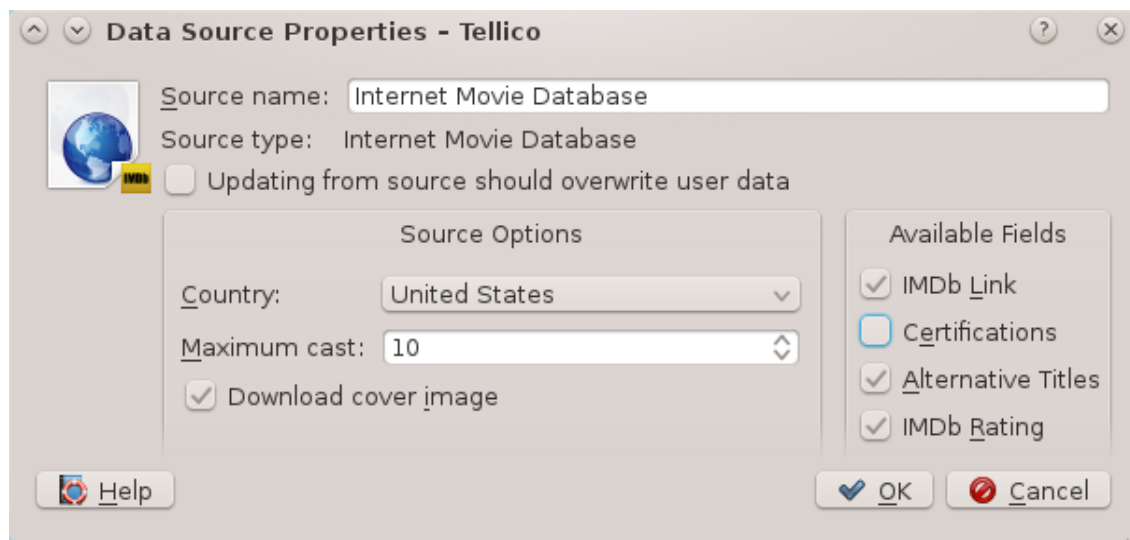 Data Source Properties – Tellico
?
Source name: Internet Movie Database
Source type: Internet Movie Database
IMDb
Updating from source should overwrite user data
Source Options
Country: United States
Maximum cast: 10
Download cover image
Available Fields
IMDb Link
Certifications
Alternative Titles
IMDb Rating
Help
OK
Cancel